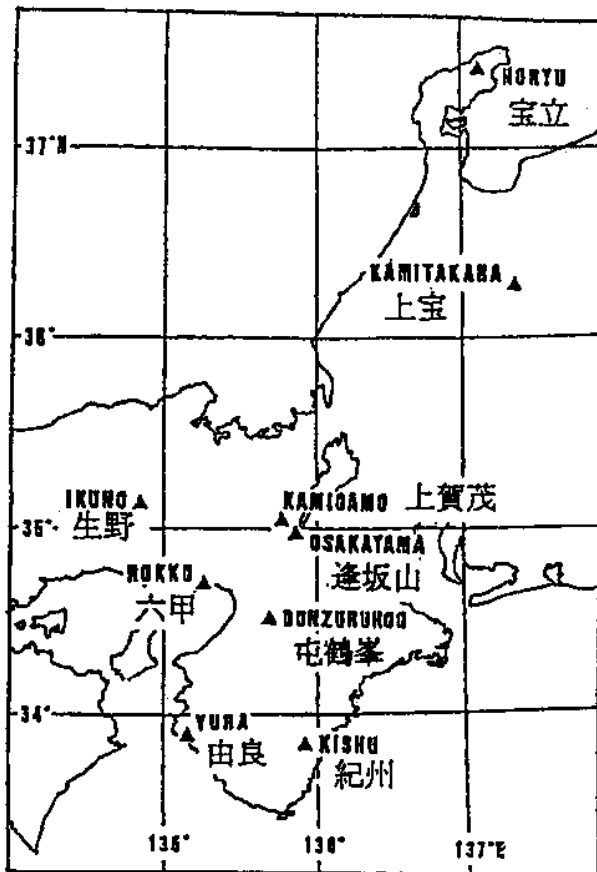 HORYU
宝立
37°N
KAMITAKARA
上宝
36°
IKUNO
生野
KAMIGAMO 上賀茂
35°
OSAKAYAMA
逢坂山
ROKKO
六甲
DONZURUBOO
屯鶴峯
34°
YURA
由良
KISHU
紀州
135°
136°
137°E